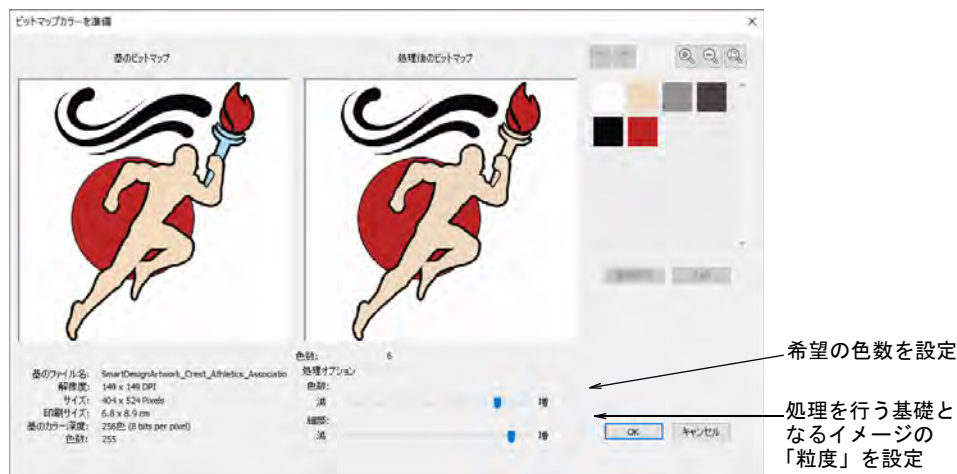 ビットマップカラーを準備
基のビットマップ
処理後のビットマップ
色数: 6
処理オプション
色数:
減 増
細部:
減 増
基のファイル名: SmartDesignArtwork_Crest_Athletics_Associatio
解像度: 149 x 149 DPI
サイズ: 404 x 524 Pixels
印刷サイズ: 6.8 x 8.9 cm
基のカラー深度: 256色 (8 bits per pixel)
色数: 255
OK キャンセル
希望の色数を設定
処理を行う基礎と
なるイメージの
「粒度」を設定